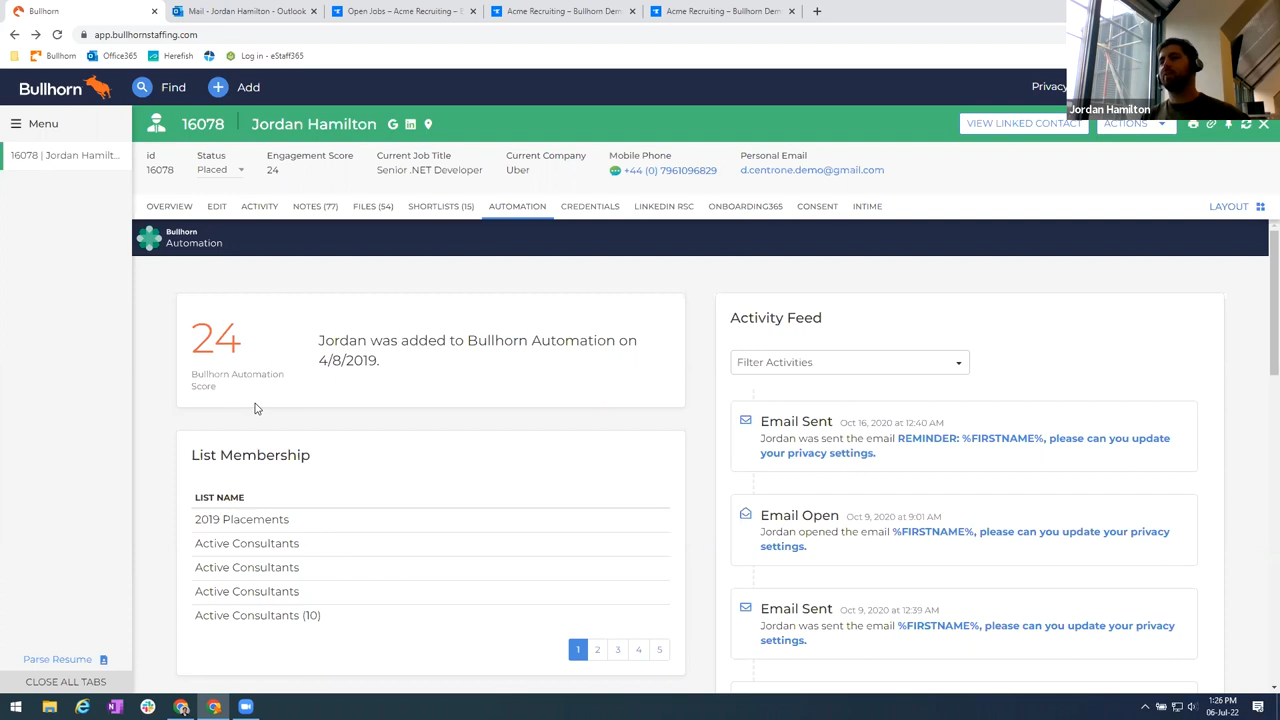 Bullhorn
Mail - Jordan Hamilton - Outlook
Open Jobs – Acme Recruiting –
Acme Recruiting – Bullhorn Dem
Acme Recruiting – Bullhorn Dem
app.bullhornstaffing.com
Bullhorn
Office365
Herefish
Log in - eStaff365
Jordan Hamilton
Bullhorn
Find
Add
Privacy
Menu
16078
Jordan Hamilton
VIEW LINKED CONTACT
ACTIONS
16078 | Jordan Hamilt...
id
Status
Engagement Score
Current Job Title
Current Company
Mobile Phone
Personal Email
16078
Placed
24
Senior .NET Developer
Uber
+44 (0) 7961096829
d.centrone.demo@gmail.com
OVERVIEW
EDIT
ACTIVITY
NOTES (77)
FILES (54)
SHORTLISTS (15)
AUTOMATION
CREDENTIALS
LINKEDIN RSC
ONBOARDING365
CONSENT
INTIME
LAYOUT
Bullhorn
Automation
24
Bullhorn Automation
Score
Jordan was added to Bullhorn Automation on
4/8/2019.
List Membership
LIST NAME
2019 Placements
Active Consultants
Active Consultants
Active Consultants
Active Consultants (10)
1 2 3 4 5
Activity Feed
Filter Activities
Email Sent Oct 16, 2020 at 12:40 AM
Jordan was sent the email REMINDER: %FIRSTNAME%, please can you update
your privacy settings.
Email Open Oct 9, 2020 at 9:01 AM
Jordan opened the email %FIRSTNAME%, please can you update your privacy
settings.
Email Sent Oct 9, 2020 at 12:39 AM
Jordan was sent the email %FIRSTNAME%, please can you update your privacy
settings.
Parse Resume
CLOSE ALL TABS
1:26 PM
06-Jul-22